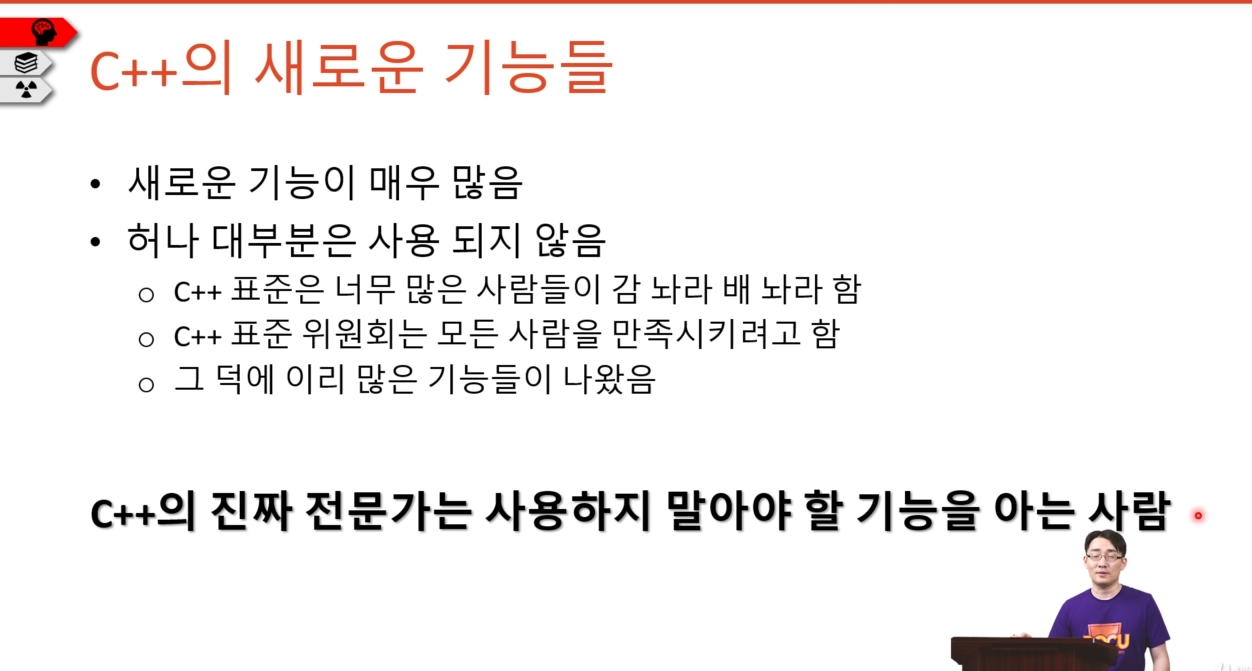 C++의 새로운 기능들
• 새로운 기능이 매우 많음
• 허나 대부분은 사용 되지 않음
o C++ 표준은 너무 많은 사람들이 감 놔라 배 놔라 함
o C++ 표준 위원회는 모든 사람을 만족시키려고 함
o 그 덕에 이리 많은 기능들이 나왔음
C++의 진짜 전문가는 사용하지 말아야 할 기능을 아는 사람